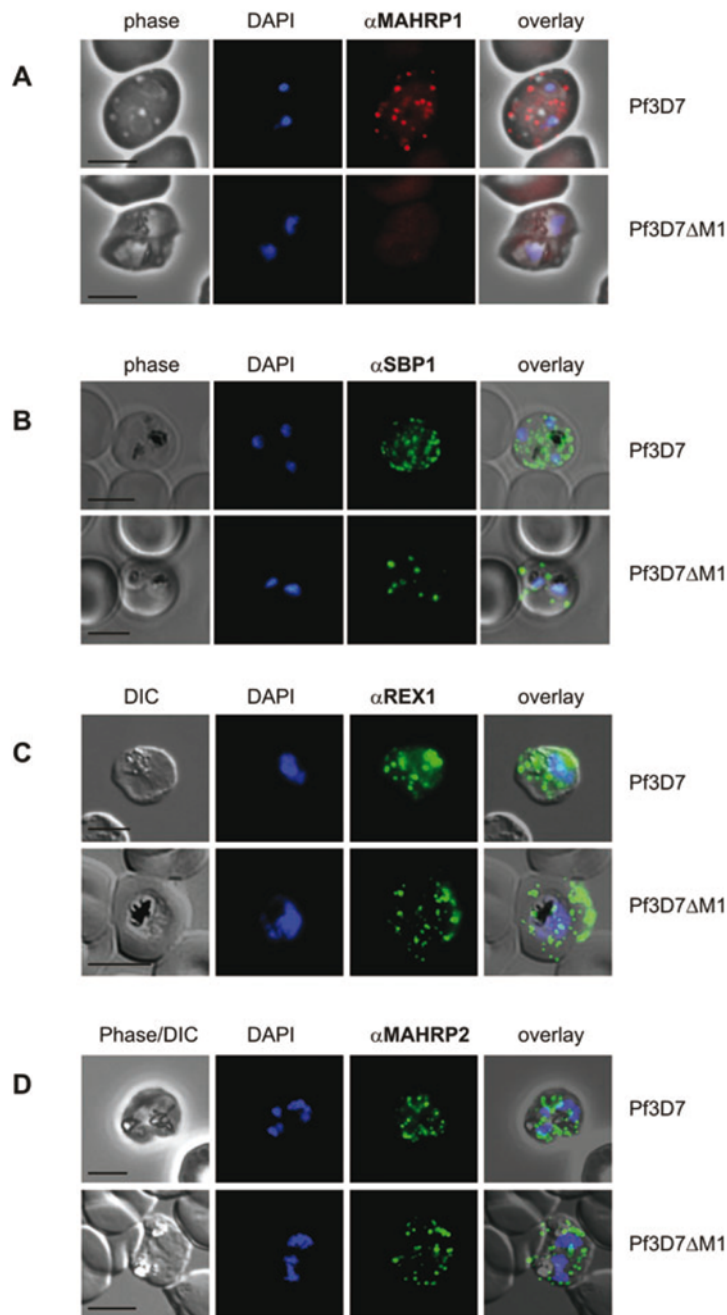 phase DAPI αMAHRP1 overlay
A
Pf3D7
Pf3D7ΔM1
phase DAPI αSBP1 overlay
B
Pf3D7
Pf3D7ΔM1
DIC DAPI αREX1 overlay
C
Pf3D7
Pf3D7ΔM1
Phase/DIC DAPI αMAHRP2 overlay
D
Pf3D7
Pf3D7ΔM1